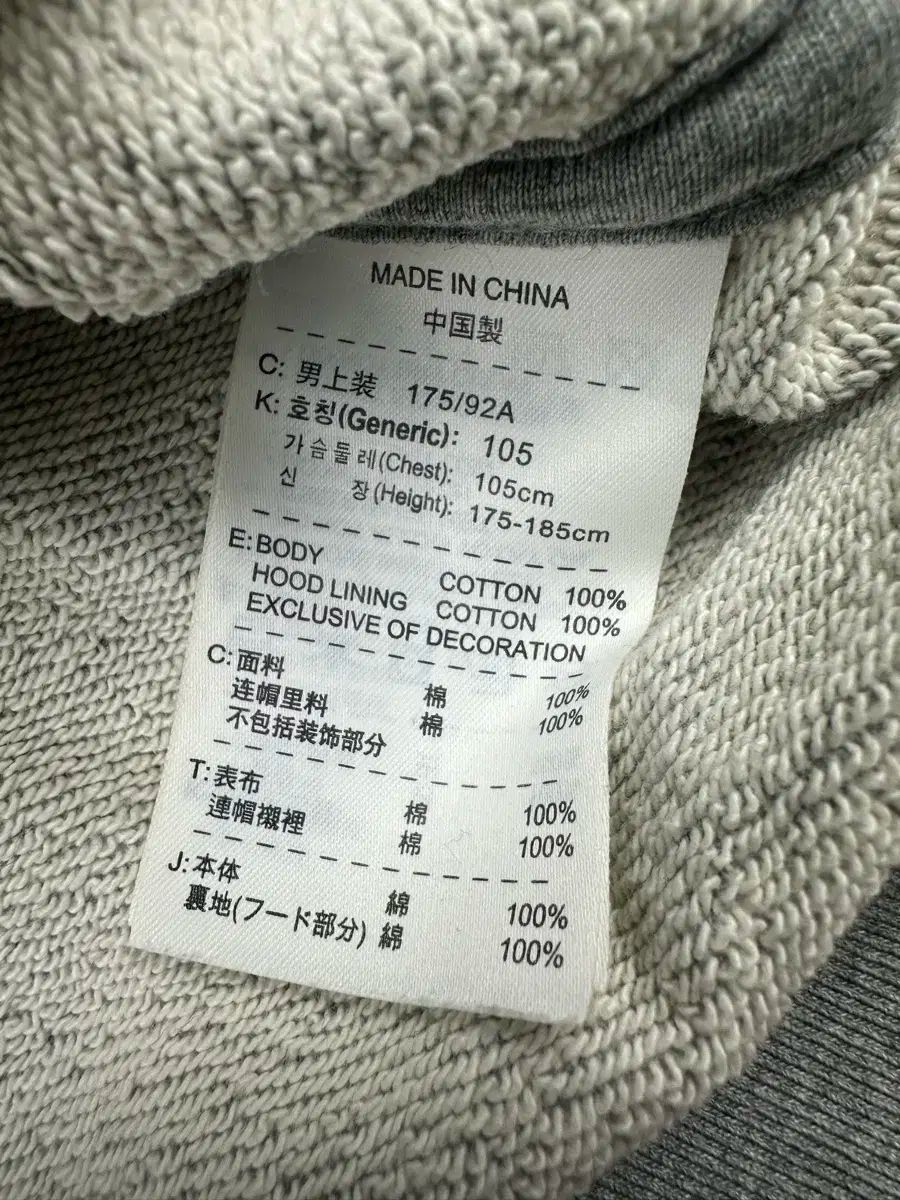 MADE IN CHINA
中国製
C: 男上装 175/92A
K: 호칭(Generic): 105
가슴둘레(Chest): 105cm
신 장(Height): 175-185cm
E:BODY COTTON 100%
HOOD LINING COTTON 100%
EXCLUSIVE OF DECORATION
C:面料 棉 100%
连帽里料 棉 100%
不包括装饰部分
T:表布 棉 100%
連帽襯裡 棉 100%
J:本体 綿 100%
裏地(フード部分) 綿 100%